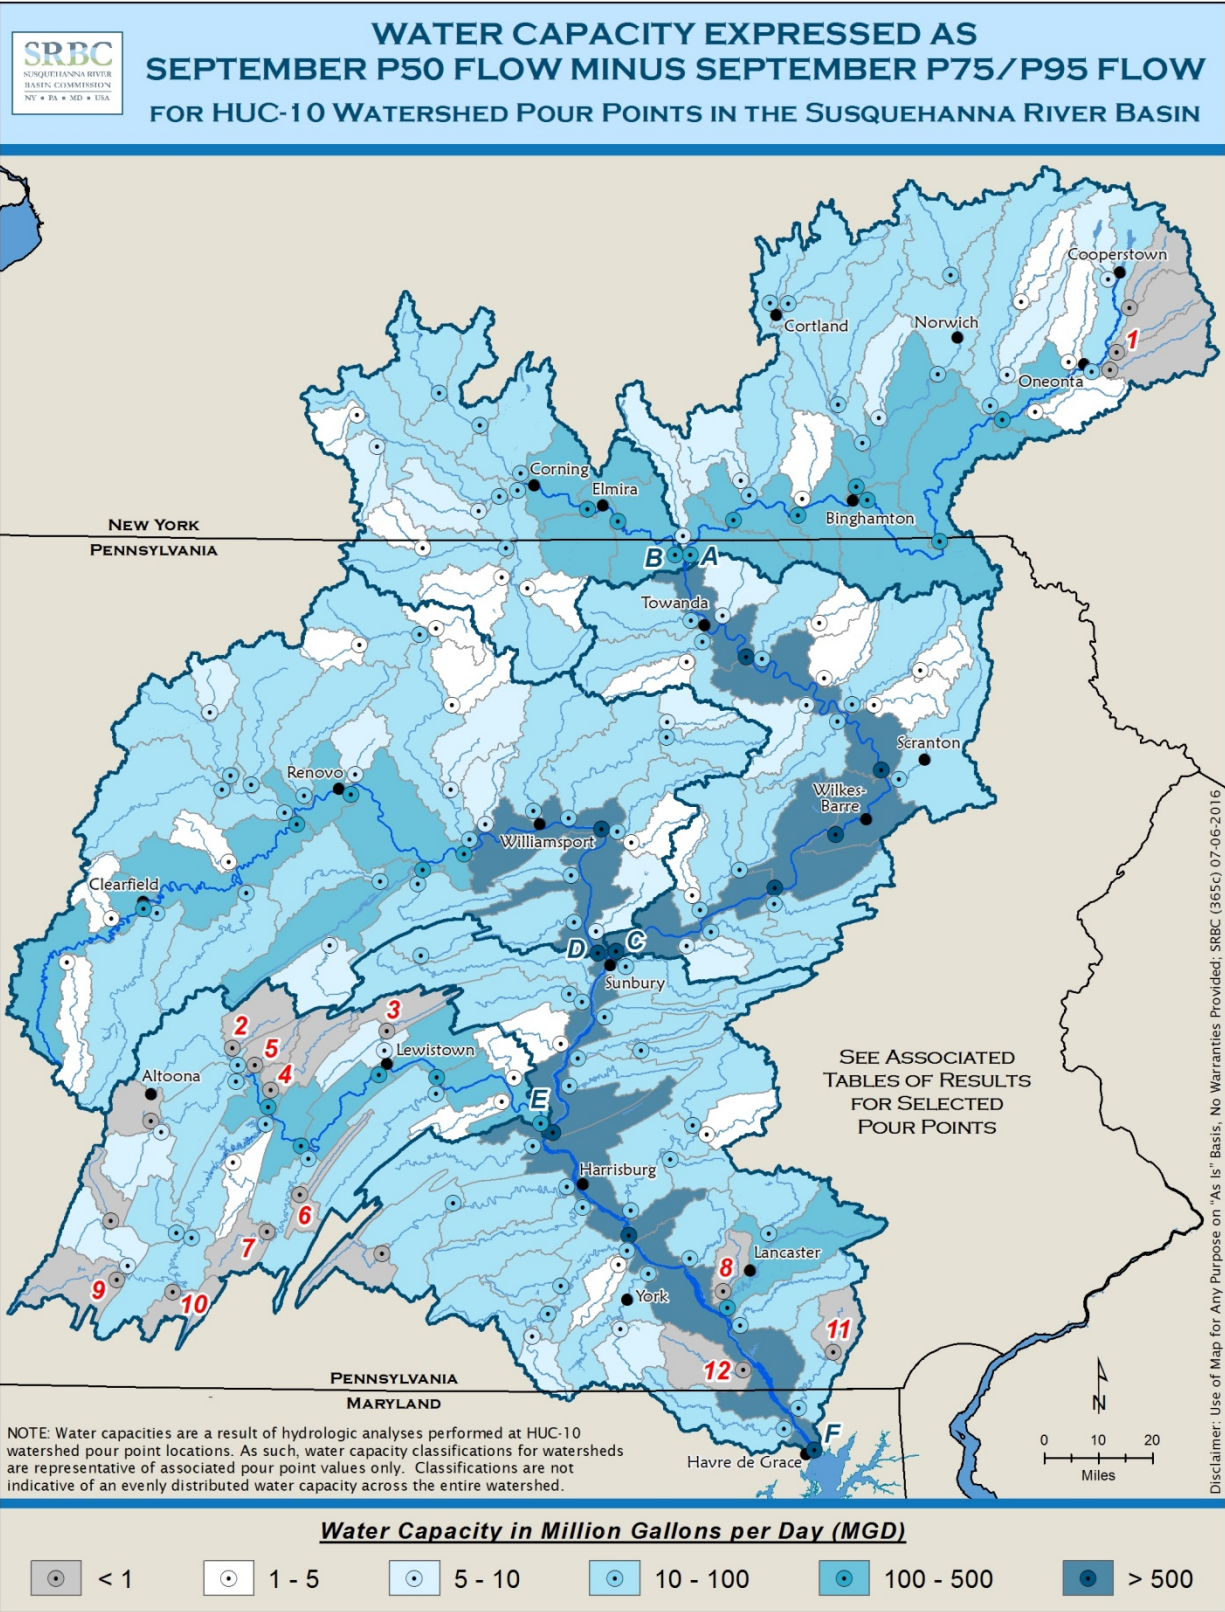 WATER CAPACITY EXPRESSED AS
SEPTEMBER P50 FLOW MINUS SEPTEMBER P75/P95 FLOW
FOR HUC-10 WATERSHED POUR POINTS IN THE SUSQUEHANNA RIVER BASIN
SRBC
SUSQUEHANNA RIVER
BASIN COMMISSION
NY • PA • MD • USA
Cooperstown
Cortland
Norwich
1
Oneonta
Corning
Elmira
Binghamton
NEW YORK
PENNSYLVANIA
B
A
Towanda
Scranton
Renovo
Wilkes-
Barre
Williamsport
Clearfield
D
C
Sunbury
3
2
5
Lewistown
4
Altoona
E
SEE ASSOCIATED
TABLES OF RESULTS
FOR SELECTED
POUR POINTS
Harrisburg
6
7
Lancaster
8
9
10
York
11
12
PENNSYLVANIA
MARYLAND
N
F
Havre de Grace
0 10 20
Miles
NOTE: Water capacities are a result of hydrologic analyses performed at HUC-10
watershed pour point locations. As such, water capacity classifications for watersheds
are representative of associated pour point values only. Classifications are not
indicative of an evenly distributed water capacity across the entire watershed.
Disclaimer: Use of Map for Any Purpose on "As Is" Basis, No Warranties Provided; SRBC (365c) 07-06-2016
Water Capacity in Million Gallons per Day (MGD)
< 1
1 - 5
5 - 10
10 - 100
100 - 500
> 500